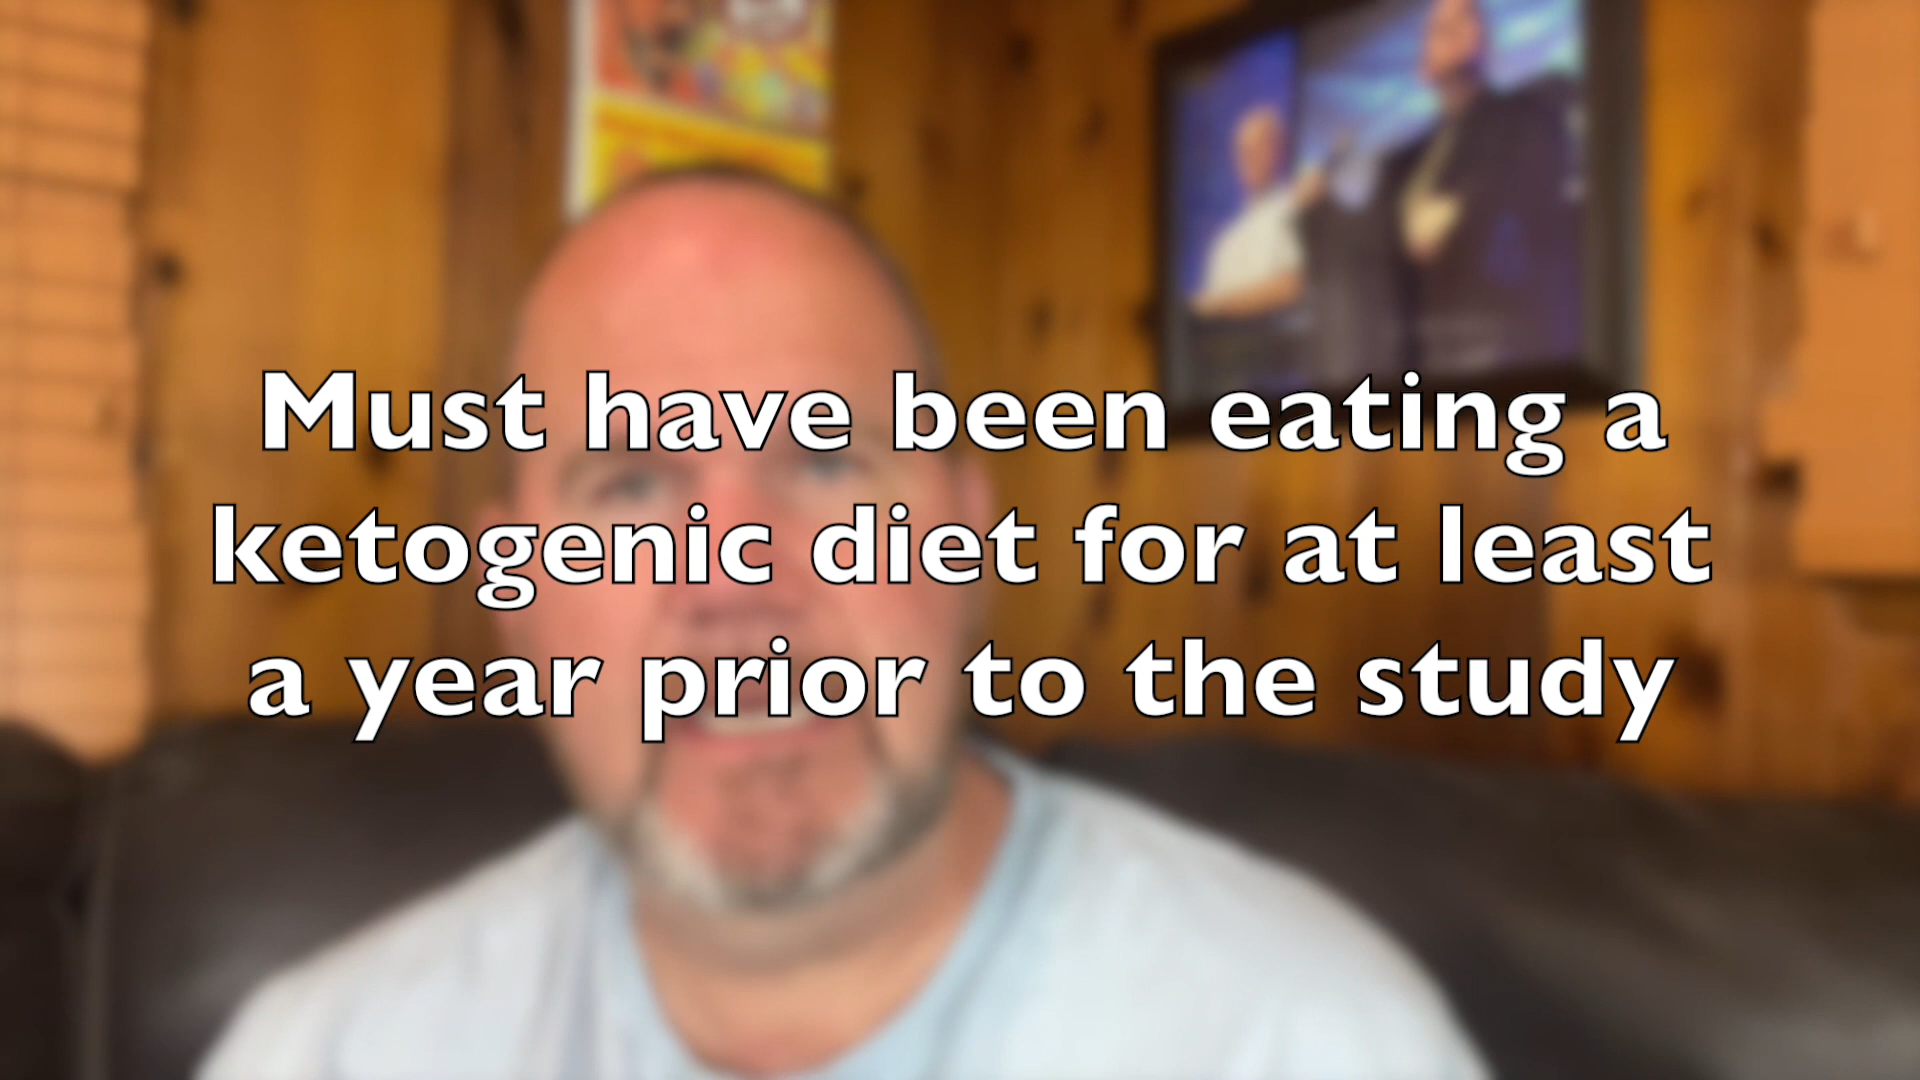 Must have been eating a
ketogenic diet for at least
a year prior to the study